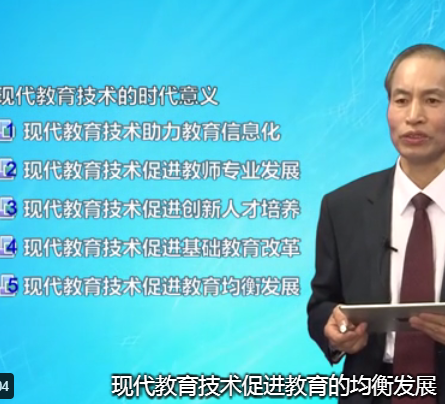 现代教育技术的时代意义
1 现代教育技术助力教育信息化
2 现代教育技术促进教师专业发展
3 现代教育技术促进创新人才培养
4 现代教育技术促进基础教育改革
5 现代教育技术促进教育均衡发展
04
现代教育技术促进教育的均衡发展